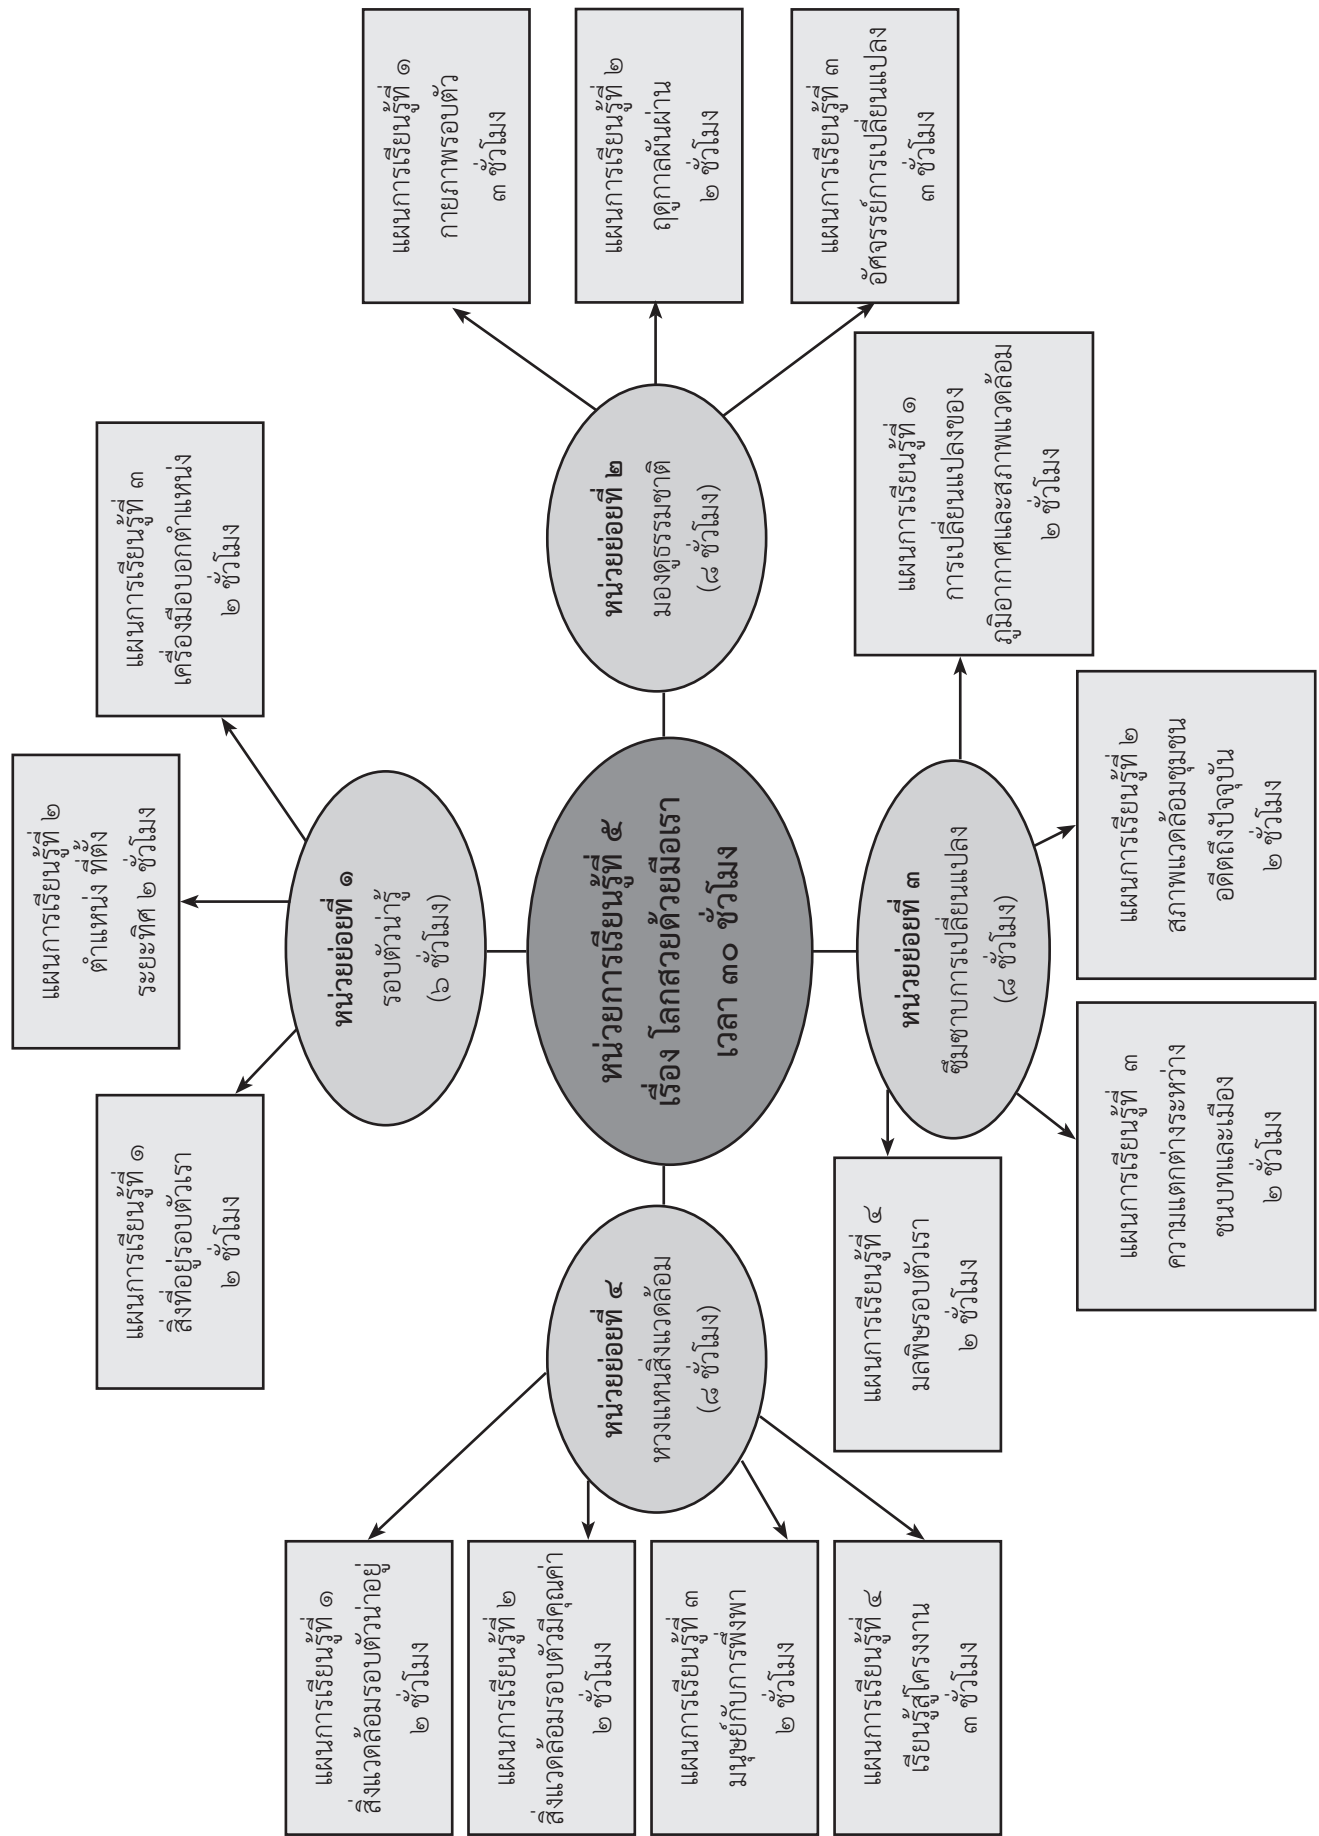 หน่วยการเรียนรู้ที่ ๕
เรื่อง โลกสวยด้วยมือเรา
เวลา ๓๐ ชั่วโมง
หน่วยย่อยที่ ๑
รอบตัวน่ารู้
(๖ ชั่วโมง)
แผนการเรียนรู้ที่ ๑
สิ่งที่อยู่รอบตัวเรา
๒ ชั่วโมง
แผนการเรียนรู้ที่ ๒
ตำแหน่ง ที่ตั้ง
ระยะทิศ ๒ ชั่วโมง
แผนการเรียนรู้ที่ ๓
เครื่องมือบอกตำแหน่ง
๒ ชั่วโมง
หน่วยย่อยที่ ๒
มองดูธรรมชาติ
(๘ ชั่วโมง)
แผนการเรียนรู้ที่ ๑
กายภาพรอบตัว
๓ ชั่วโมง
แผนการเรียนรู้ที่ ๒
ฤดูกาลผันผ่าน
๒ ชั่วโมง
แผนการเรียนรู้ที่ ๓
อัศจรรย์การเปลี่ยนแปลง
๓ ชั่วโมง
หน่วยย่อยที่ ๓
ซึมซาบการเปลี่ยนแปลง
(๘ ชั่วโมง)
แผนการเรียนรู้ที่ ๑
การเปลี่ยนแปลงของ
ภูมิอากาศและสภาพแวดล้อม
๒ ชั่วโมง
แผนการเรียนรู้ที่ ๒
สภาพแวดล้อมชุมชน
อดีตถึงปัจจุบัน
๒ ชั่วโมง
แผนการเรียนรู้ที่ ๓
ความแตกต่างระหว่าง
ชนบทและเมือง
๒ ชั่วโมง
แผนการเรียนรู้ที่ ๔
มลพิษรอบตัวเรา
๒ ชั่วโมง
หน่วยย่อยที่ ๔
หวงแหนสิ่งแวดล้อม
(๘ ชั่วโมง)
แผนการเรียนรู้ที่ ๑
สิ่งแวดล้อมรอบตัวน่าอยู่
๒ ชั่วโมง
แผนการเรียนรู้ที่ ๒
สิ่งแวดล้อมรอบตัวมีคุณค่า
๒ ชั่วโมง
แผนการเรียนรู้ที่ ๓
มนุษย์กับการพึ่งพา
๒ ชั่วโมง
แผนการเรียนรู้ที่ ๔
เรียนรู้สู่โครงงาน
๓ ชั่วโมง